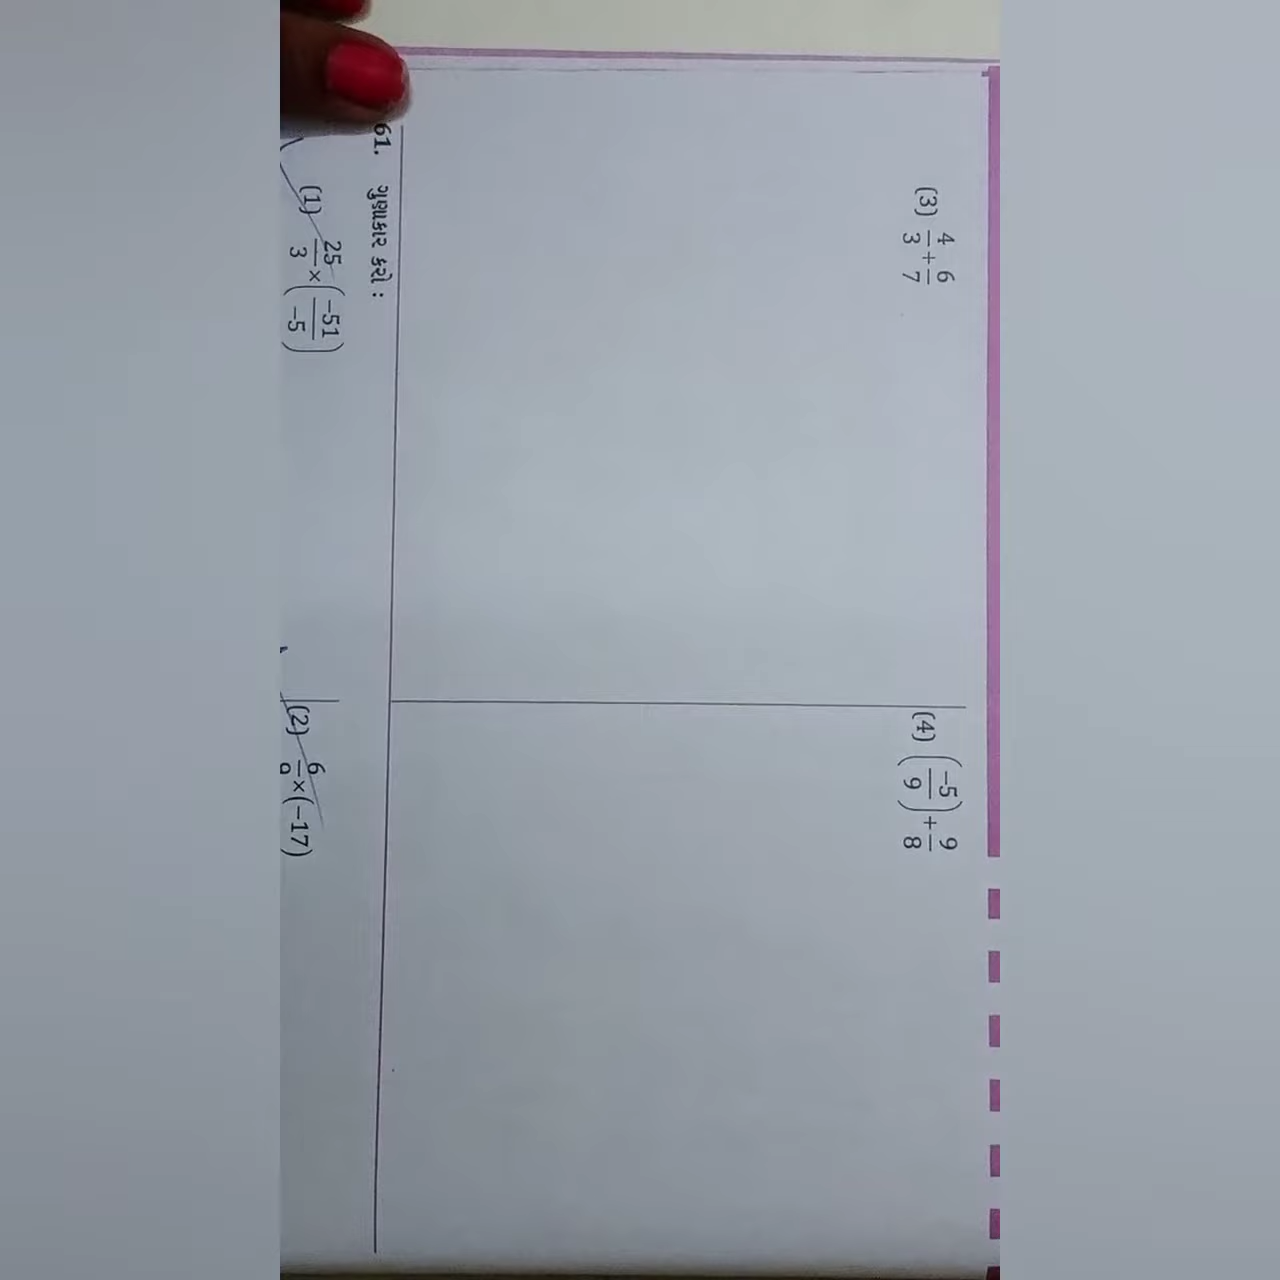 (3) 4/3 + 6/7
(4) (-5/9) + 9/8
61. ગુણાકાર કરો :
(1) 25/3 × (-51/-5)
(2) 6/9 × (-17)